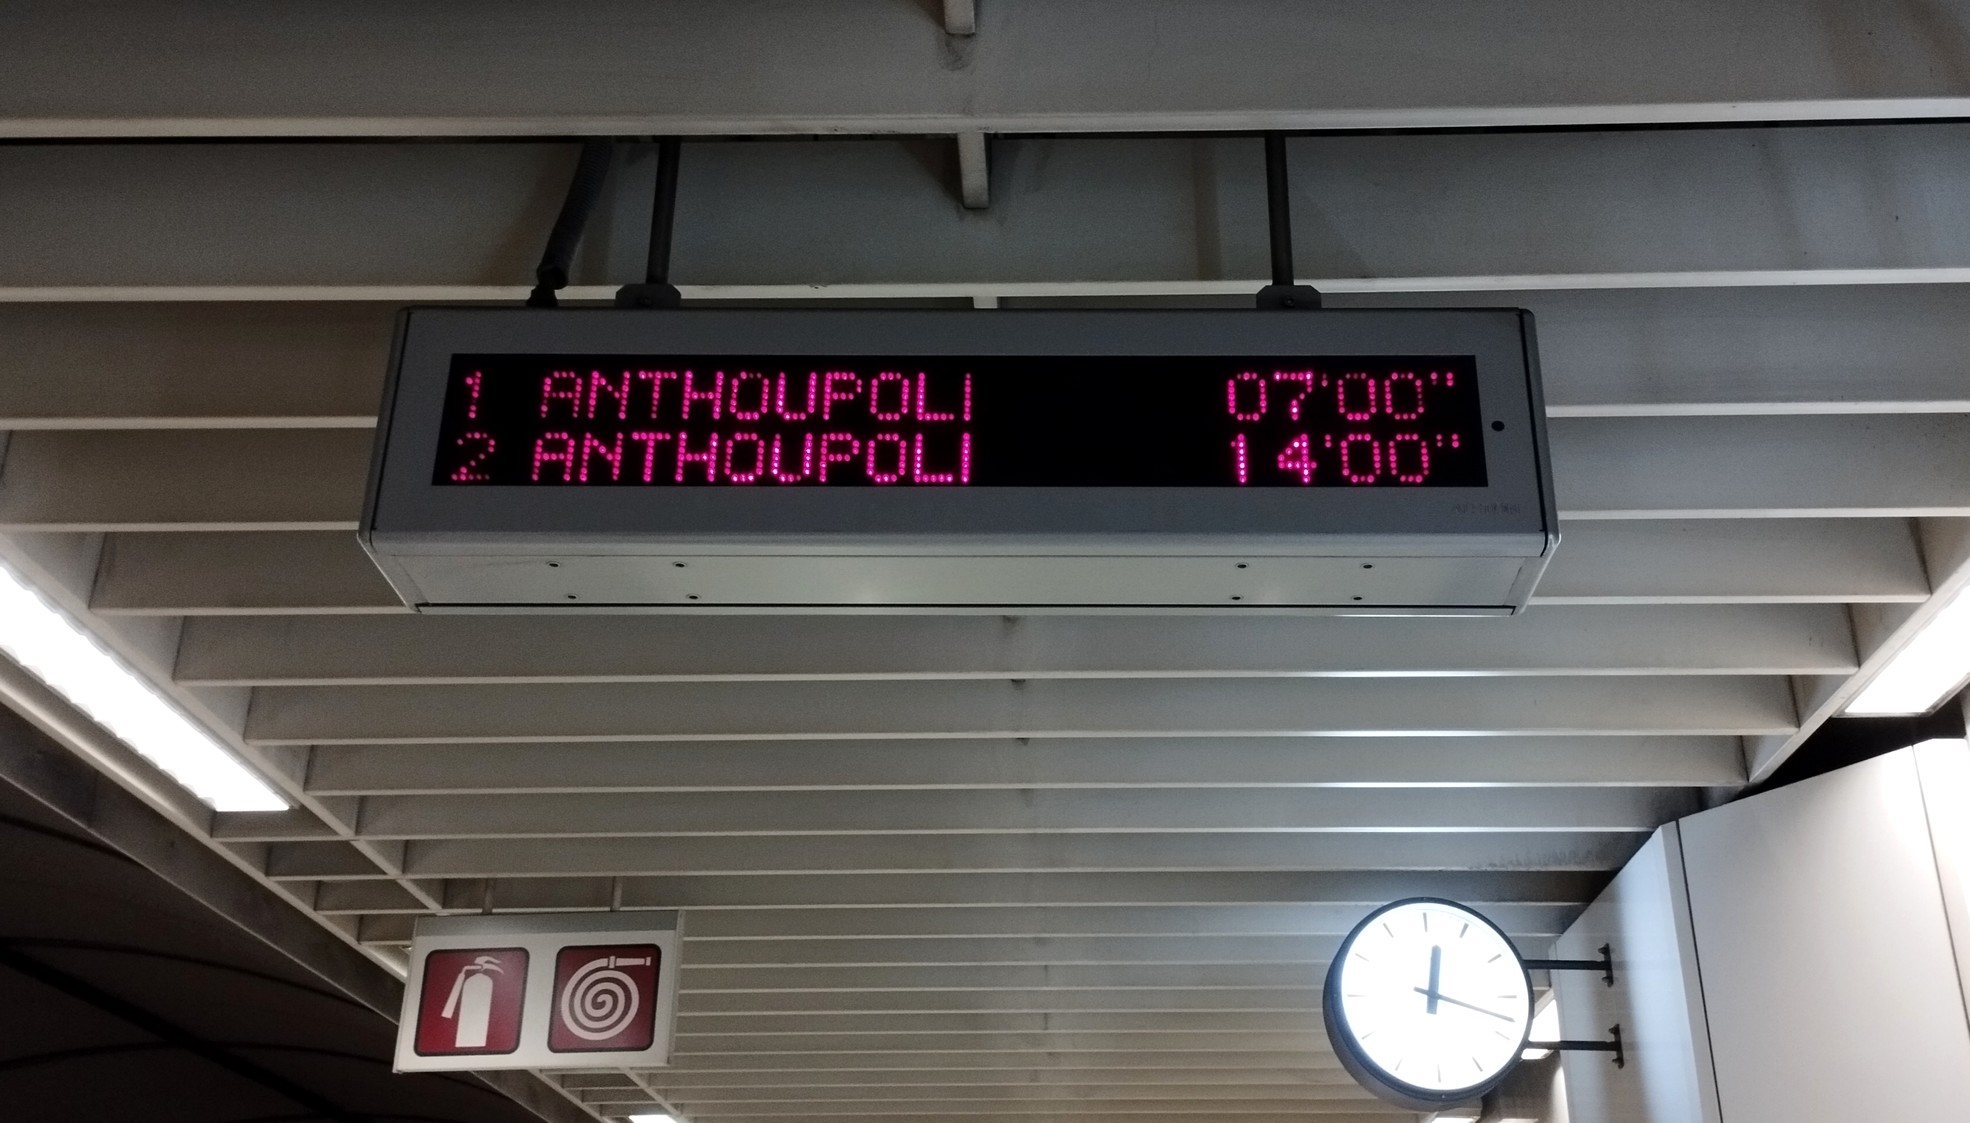 1 ANTHOUPOLI 07'00"
2 ANTHOUPOLI 14'00"